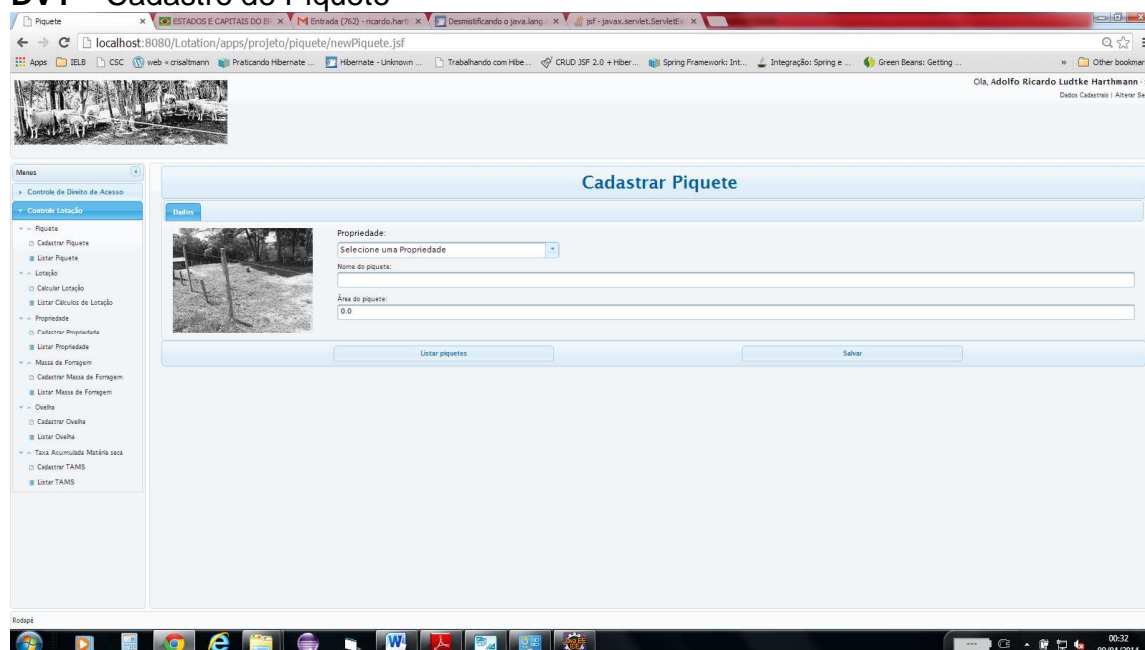 DV1 – Cadastro de Piquete
Piquete
ESTADOS E CAPITAIS DO B
Entrada (762) - ricardo.hart
Desmistificando o java.lang.
jsf - javax.servlet.ServletEx
localhost:8080/Lotation/apps/projeto/piquete/newPiquete.jsf
Apps
IELB
CSC
web « crisaltmann
Praticando Hibernate ...
Hibernate - Unknown ...
Trabalhando com Hibe...
CRUD JSF 2.0 + Hiber...
Spring Framework: Int...
Integração: Spring e ...
Green Beans: Getting ...
»
Other bookmar
Ola, Adolfo Ricardo Ludtke Harthmann -
Dados Cadastrais | Alterar Se
Menus
Controle de Direito de Acesso
Controle Lotação
Piquete
Cadastrar Piquete
Listar Piquete
Lotação
Calcular Lotação
Listar Cálculos de Lotação
Propriedade
Cadastrar Propriedade
Listar Propriedade
Massa de Forragem
Cadastrar Massa de Forragem
Listar Massa de Forragem
Ovelha
Cadastrar Ovelha
Listar Ovelha
Taxa Acumulada Matéria seca
Cadastrar TAMS
Listar TAMS
Cadastrar Piquete
Dados
Propriedade:
Selecione uma Propriedade
Nome do piquete:
Área do piquete:
0.0
Listar piquetes
Salvar
Rodapé
00:32
09/04/2014